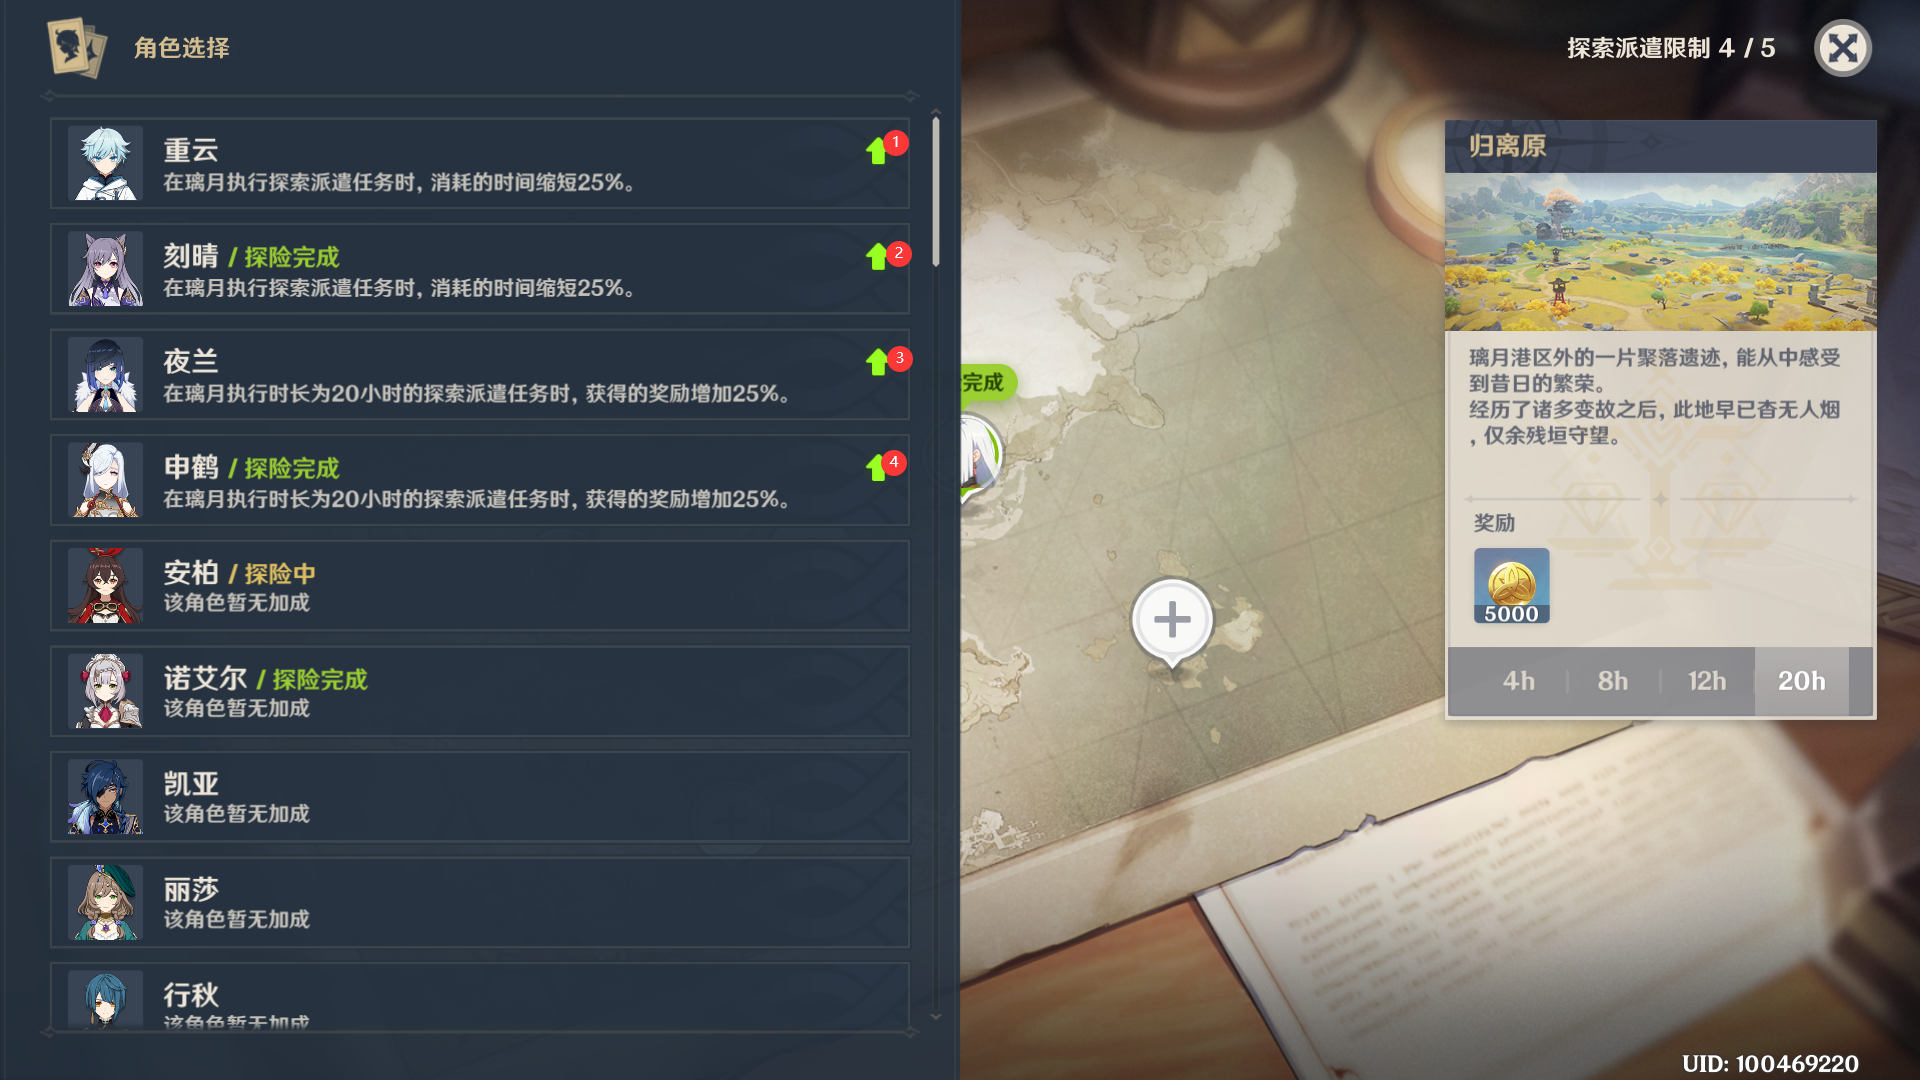 角色选择
重云
在璃月执行探索派遣任务时,消耗的时间缩短25%。
1
刻晴 / 探险完成
在璃月执行探索派遣任务时,消耗的时间缩短25%。
2
夜兰
在璃月执行时长为20小时的探索派遣任务时,获得的奖励增加25%。
3
申鹤 / 探险完成
在璃月执行时长为20小时的探索派遣任务时,获得的奖励增加25%。
4
安柏 / 探险中
该角色暂无加成
诺艾尔 / 探险完成
该角色暂无加成
凯亚
该角色暂无加成
丽莎
该角色暂无加成
行秋
该角色暂无加成
完成
探索派遣限制 4 / 5
归离原
璃月港区外的一片聚落遗迹,能从中感受
到昔日的繁荣。
经历了诸多变故之后,此地早已杳无人烟
,仅余残垣守望。
奖励
5000
4h 8h 12h 20h
UID: 100469220